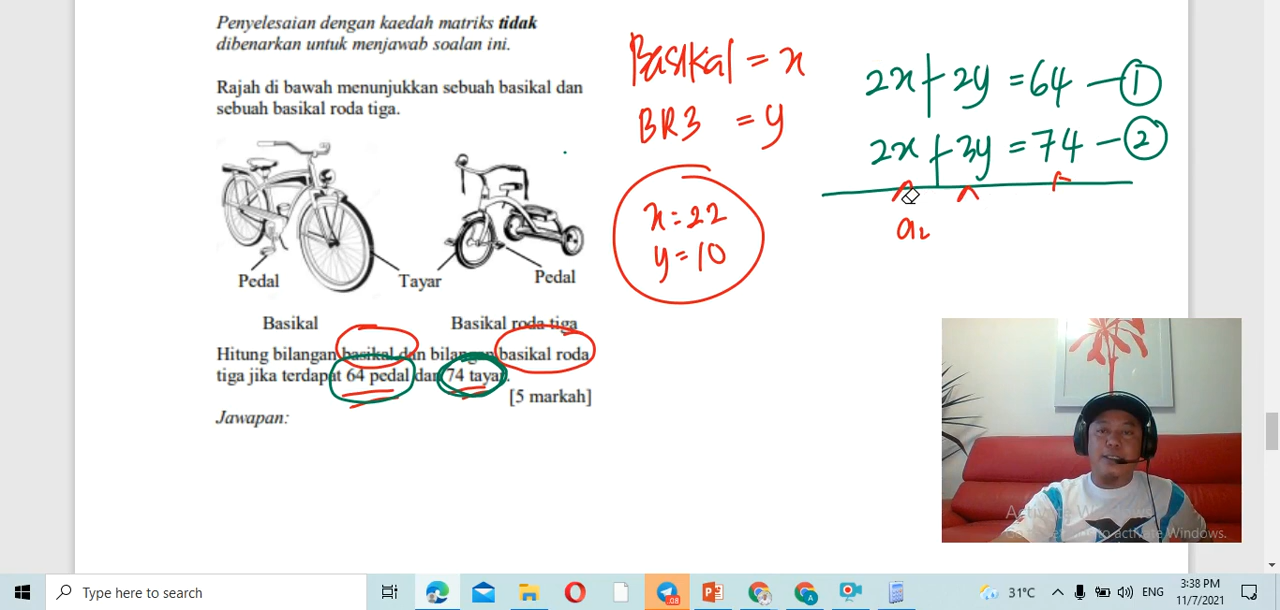 Penyelesaian dengan kaedah matriks tidak
dibenarkan untuk menjawab soalan ini.
Rajah di bawah menunjukkan sebuah basikal dan
sebuah basikal roda tiga.
Pedal
Tayar
Pedal
Basikal
Basikal roda tiga
Hitung bilangan basikal dan bilangan basikal roda
tiga jika terdapat 64 pedal dan 74 tayar.
[5 markah]
Jawapan:
Basikal = x
BR3 = y
x = 22
y = 10
2x + 2y = 64 — ①
2x + 3y = 74 — ②
a2
Type here to search
08
31°C
ENG
3:38 PM
11/7/2021